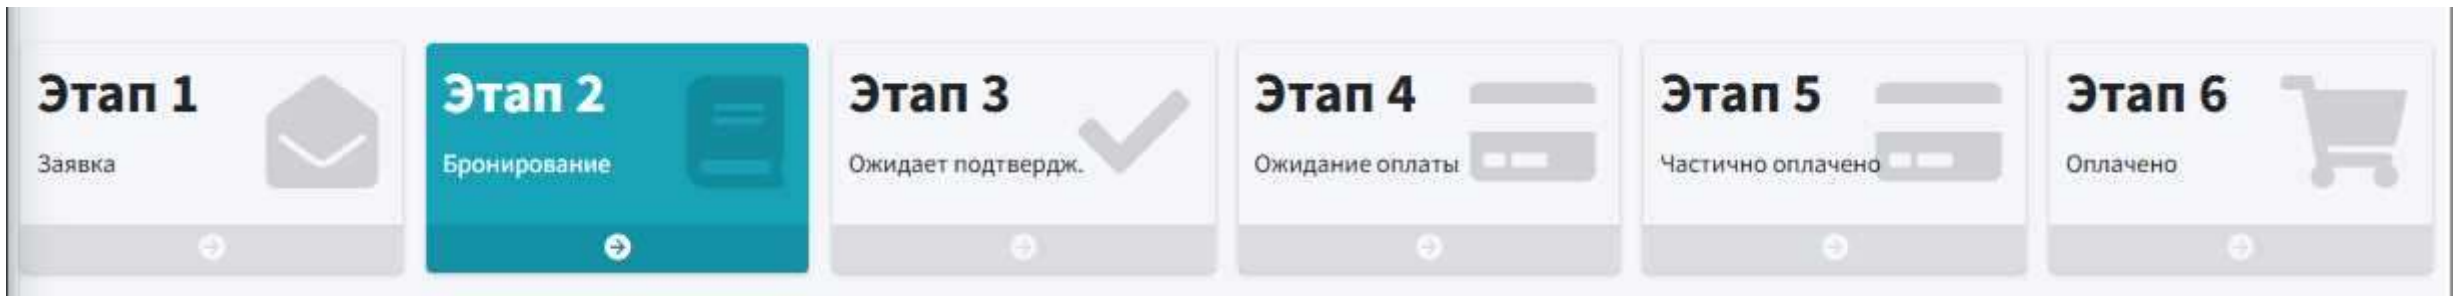 Этап 1
Заявка
Этап 2
Бронирование
Этап 3
Ожидает подтвердж.
Этап 4
Ожидание оплаты
Этап 5
Частично оплачено
Этап 6
Оплачено